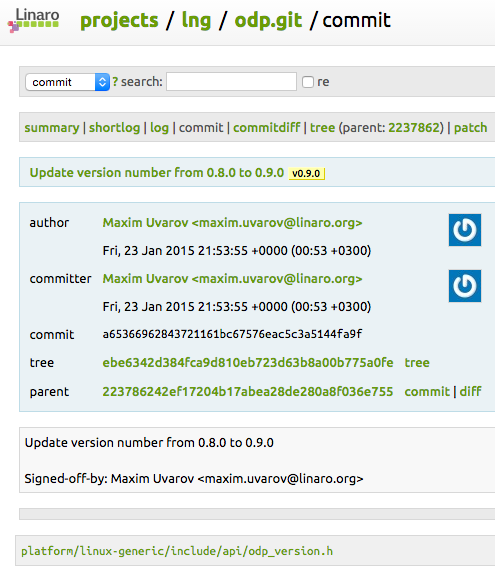 Linaro
projects / lng / odp.git / commit
commit ? search: re
summary | shortlog | log | commit | commitdiff | tree (parent: 2237862) | patch
Update version number from 0.8.0 to 0.9.0 v0.9.0
author Maxim Uvarov <maxim.uvarov@linaro.org>
Fri, 23 Jan 2015 21:53:55 +0000 (00:53 +0300)
committer Maxim Uvarov <maxim.uvarov@linaro.org>
Fri, 23 Jan 2015 21:53:55 +0000 (00:53 +0300)
commit a65366962843721161bc67576eac5c3a5144fa9f
tree ebe6342d384fca9d810eb723d63b8a00b775a0fe tree
parent 223786242ef17204b17abea28de280a8f036e755 commit | diff
Update version number from 0.8.0 to 0.9.0
Signed-off-by: Maxim Uvarov <maxim.uvarov@linaro.org>
platform/linux-generic/include/api/odp_version.h